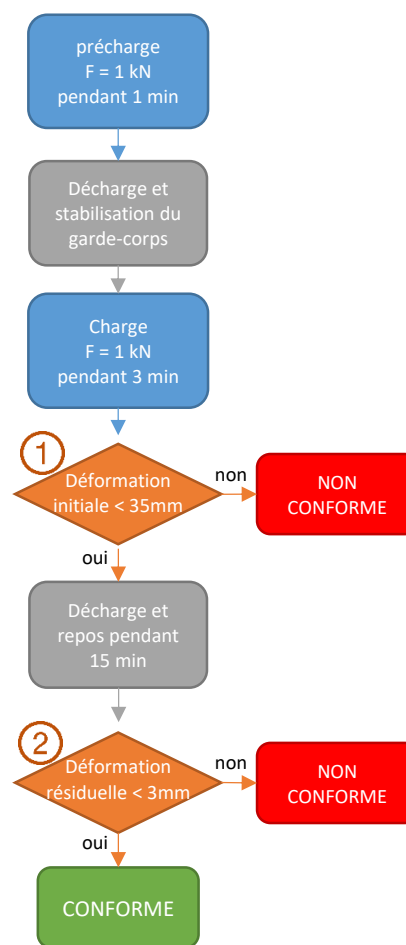 précharge
F = 1 kN
pendant 1 min
Décharge et
stabilisation du
garde-corps
Charge
F = 1 kN
pendant 3 min
1
Déformation
initiale < 35mm
non
NON
CONFORME
oui
Décharge et
repos pendant
15 min
2
Déformation
résiduelle < 3mm
non
NON
CONFORME
oui
CONFORME